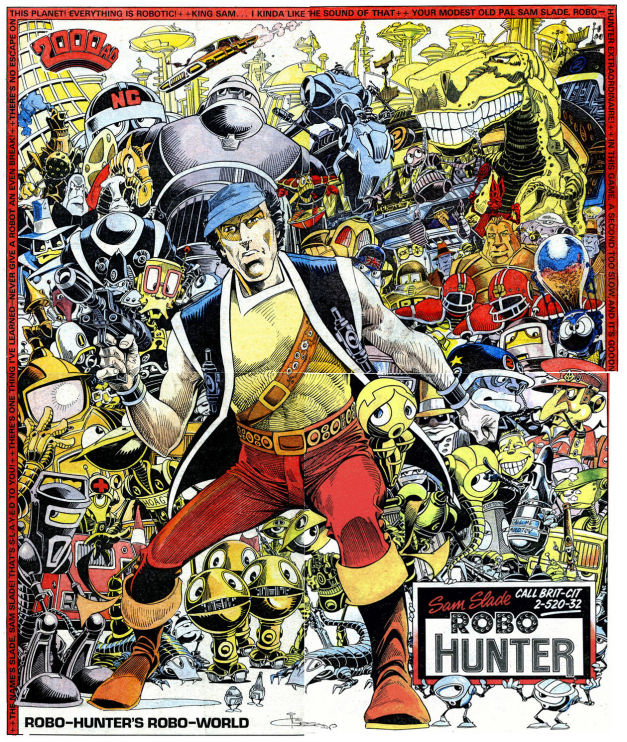 THE NAME'S SLADE. SAM SLADE. THAT'S SLAYED TO YOU! ++ THERE'S ONE THING I'VE LEARNED—NEVER GIVE A ROBOT AN EVEN BREAK! ++ THERE'S NO ESCAPE ON
THIS PLANET! EVERYTHING IS ROBOTIC! ++ KING SAM... I KINDA LIKE THE SOUND OF THAT ++ YOUR MODEST OLD PAL SAM SLADE, ROBO-
HUNTER EXTRAORDINAIRE! ++ IN THIS GAME, A SECOND TOO SLOW, AND IT'S GOOD
2000 AD
NC
Sam Slade
CALL BRIT-CIT
2-520-32
ROBO
HUNTER
ROBO-HUNTER'S ROBO-WORLD